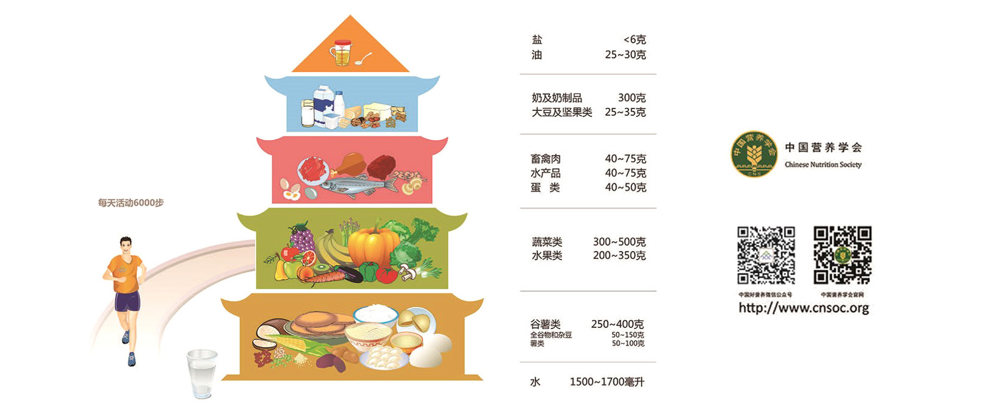 盐 <6克
油 25~30克
奶及奶制品 300克
大豆及坚果类 25~35克
畜禽肉 40~75克
水产品 40~75克
蛋 类 40~50克
每天活动6000步
蔬菜类 300~500克
水果类 200~350克
谷薯类 250~400克
全谷物和杂豆 50~150克
薯类 50~100克
水 1500~1700毫升
中国营养学会
CNS
中国营养学会
Chinese Nutrition Society
中国好营养微信公众号
中国营养学会官网
http://www.cnsoc.org